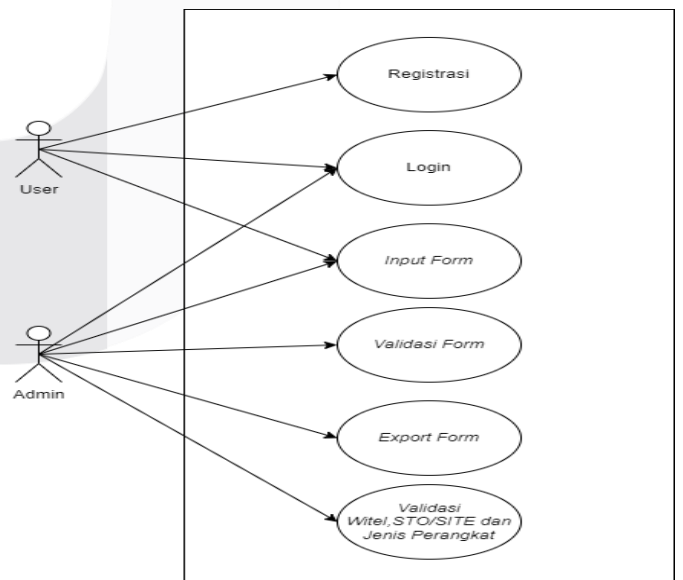 Registrasi
Login
User
Input Form
Validasi Form
Admin
Export Form
Validasi
Witel,STO/SITE dan
Jenis Perangkat